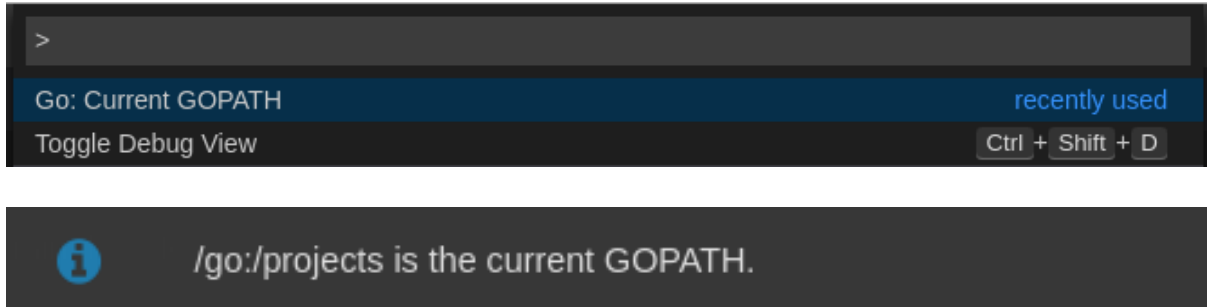 >
Go: Current GOPATH recently used
Toggle Debug View Ctrl + Shift + D
/go:/projects is the current GOPATH.